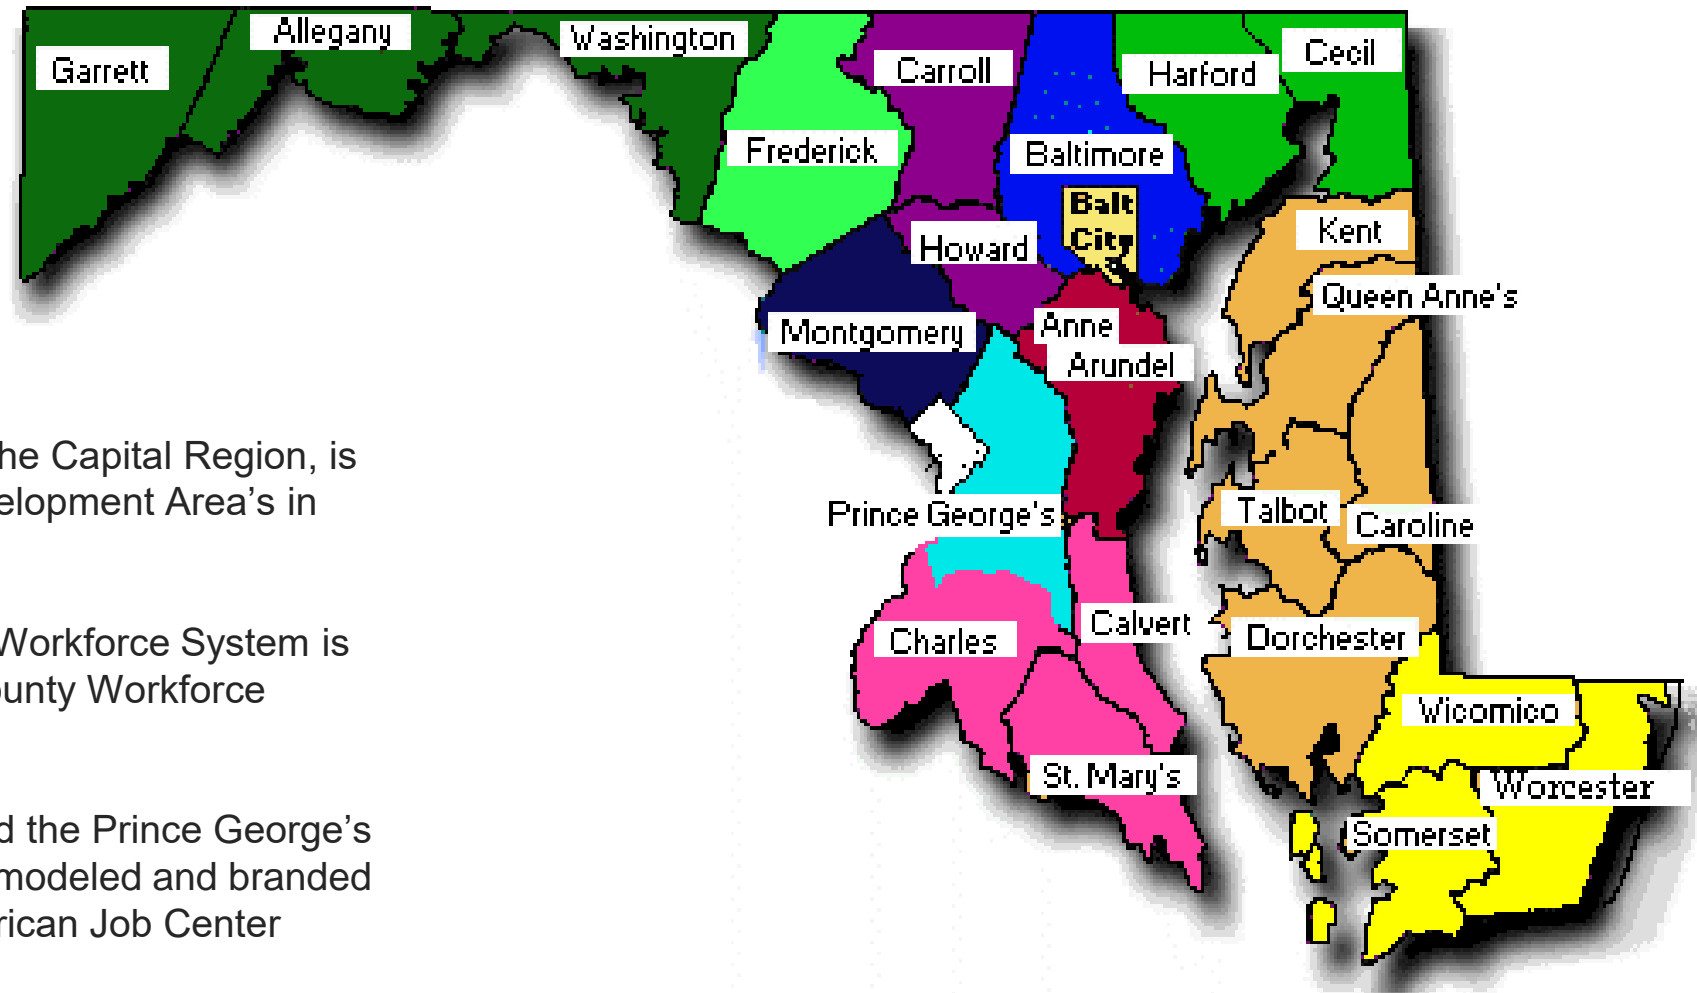 Allegany
Garrett
Washington
Carroll
Harford
Cecil
Frederick
Baltimore
Balt
City
Howard
Kent
Queen Anne's
Montgomery
Anne
Arundel
he Capital Region, is
elopment Area’s in
Prince George's
Talbot
Caroline
Workforce System is
ounty Workforce
Charles
Calvert
Dorchester
Wicomico
St. Mary's
Worcester
Somerset
d the Prince George’s
modeled and branded
rican Job Center